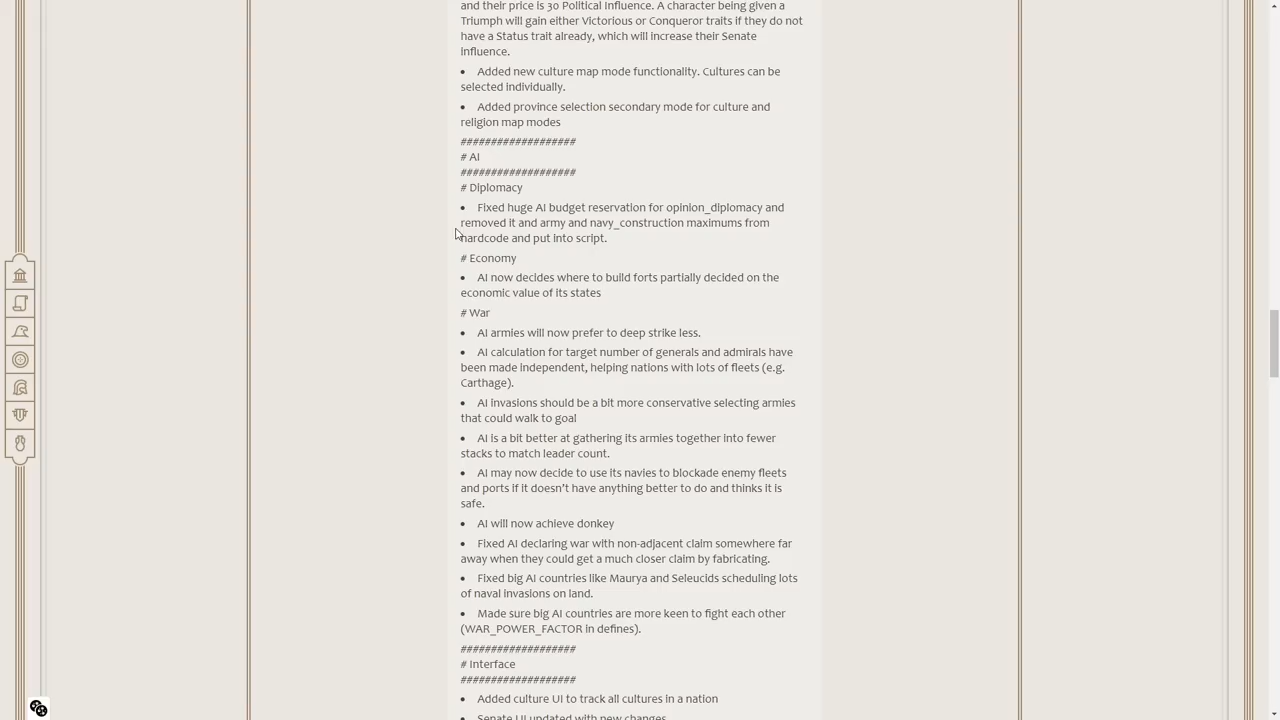 and their price is 30 Political Influence. A character being given a
Triumph will gain either Victorious or Conqueror traits if they do not
have a Status trait already, which will increase their Senate
Influence.
• Added new culture map mode functionality. Cultures can be
selected individually.
• Added province selection secondary mode for culture and
religion map modes
###################
# AI
###################
# Diplomacy
• Fixed huge AI budget reservation for opinion_diplomacy and
removed it and army and navy_construction maximums from
hardcode and put into script.
# Economy
• AI now decides where to build forts partially decided on the
economic value of its states
# War
• AI armies will now prefer to deep strike less.
• AI calculation for target number of generals and admirals have
been made independent, helping nations with lots of fleets (e.g.
Carthage).
• AI invasions should be a bit more conservative selecting armies
that could walk to goal
• AI is a bit better at gathering its armies together into fewer
stacks to match leader count.
• AI may now decide to use its navies to blockade enemy fleets
and ports if it doesn’t have anything better to do and thinks it is
safe.
• AI will now achieve donkey
• Fixed AI declaring war with non-adjacent claim somewhere far
away when they could get a much closer claim by fabricating.
• Fixed big AI countries like Maurya and Seleucids scheduling lots
of naval invasions on land.
• Made sure big AI countries are more keen to fight each other
(WAR_POWER_FACTOR in defines).
###################
# Interface
###################
• Added culture UI to track all cultures in a nation
• Senate UI updated with new changes